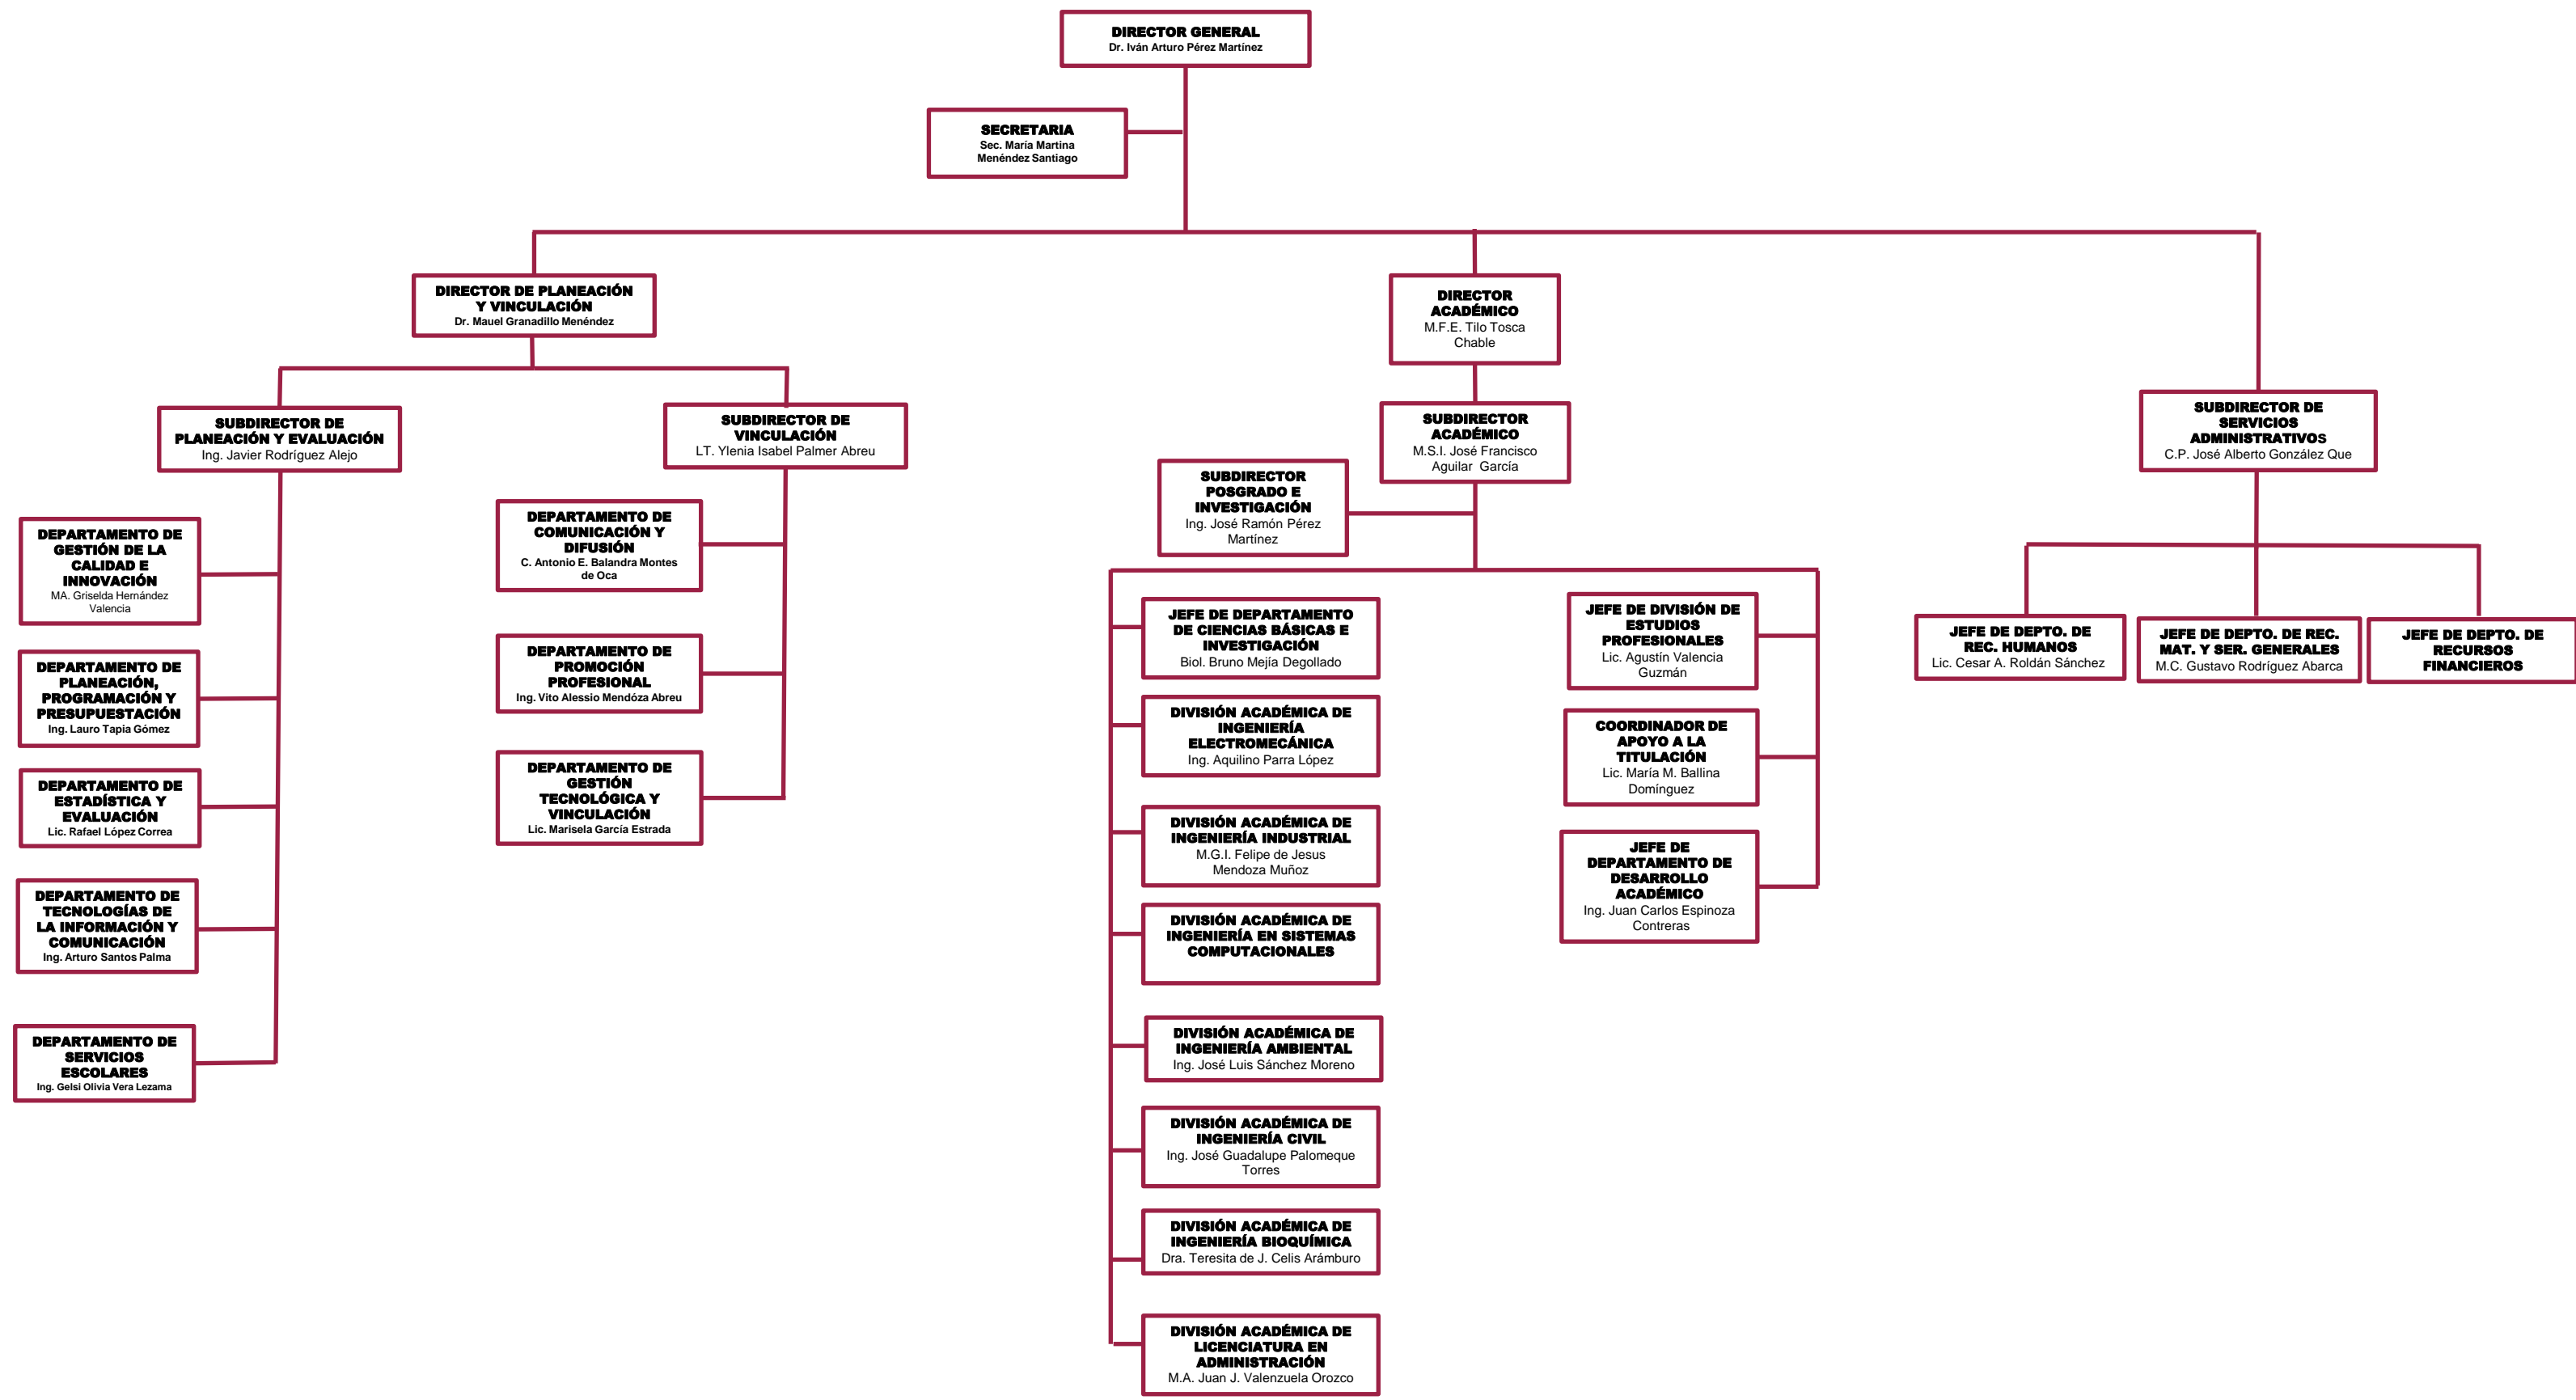 DIRECTOR GENERAL
Dr. Iván Arturo Pérez Martínez
SECRETARIA
Sec. María Martina
Menéndez Santiago
DIRECTOR DE PLANEACIÓN
Y VINCULACIÓN
Dr. Mauel Granadillo Menéndez
DIRECTOR
ACADÉMICO
M.F.E. Tilo Tosca
Chable
SUBDIRECTOR DE
PLANEACIÓN Y EVALUACIÓN
Ing. Javier Rodríguez Alejo
SUBDIRECTOR DE
VINCULACIÓN
LT. Ylenia Isabel Palmer Abreu
SUBDIRECTOR
ACADÉMICO
M.S.I. José Francisco
Aguilar García
SUBDIRECTOR DE
SERVICIOS
ADMINISTRATIVOS
C.P. José Alberto González Que
SUBDIRECTOR
POSGRADO E
INVESTIGACIÓN
Ing. José Ramón Pérez
Martínez
DEPARTAMENTO DE
GESTIÓN DE LA
CALIDAD E
INNOVACIÓN
MA. Griselda Hernández
Valencia
DEPARTAMENTO DE
PLANEACIÓN,
PROGRAMACIÓN Y
PRESUPUESTACIÓN
Ing. Lauro Tapia Gómez
DEPARTAMENTO DE
ESTADÍSTICA Y
EVALUACIÓN
Lic. Rafael López Correa
DEPARTAMENTO DE
TECNOLOGÍAS DE
LA INFORMACIÓN Y
COMUNICACIÓN
Ing. Arturo Santos Palma
DEPARTAMENTO DE
SERVICIOS
ESCOLARES
Ing. Gelsi Olivia Vera Lezama
DEPARTAMENTO DE
COMUNICACIÓN Y
DIFUSIÓN
C. Antonio E. Balandra Montes
de Oca
DEPARTAMENTO DE
PROMOCIÓN
PROFESIONAL
Ing. Vito Alessio Mendóza Abreu
DEPARTAMENTO DE
GESTIÓN
TECNOLÓGICA Y
VINCULACIÓN
Lic. Marisela García Estrada
JEFE DE DEPARTAMENTO
DE CIENCIAS BÁSICAS E
INVESTIGACIÓN
Biol. Bruno Mejía Degollado
DIVISIÓN ACADÉMICA DE
INGENIERÍA
ELECTROMECÁNICA
Ing. Aquilino Parra López
DIVISIÓN ACADÉMICA DE
INGENIERÍA INDUSTRIAL
M.G.I. Felipe de Jesus
Mendoza Muñoz
DIVISIÓN ACADÉMICA DE
INGENIERÍA EN SISTEMAS
COMPUTACIONALES
DIVISIÓN ACADÉMICA DE
INGENIERÍA AMBIENTAL
Ing. José Luis Sánchez Moreno
DIVISIÓN ACADÉMICA DE
INGENIERÍA CIVIL
Ing. José Guadalupe Palomeque
Torres
DIVISIÓN ACADÉMICA DE
INGENIERÍA BIOQUÍMICA
Dra. Teresita de J. Celis Arámburo
DIVISIÓN ACADÉMICA DE
LICENCIATURA EN
ADMINISTRACIÓN
M.A. Juan J. Valenzuela Orozco
JEFE DE DIVISIÓN DE
ESTUDIOS
PROFESIONALES
Lic. Agustín Valencia
Guzmán
COORDINADOR DE
APOYO A LA
TITULACIÓN
Lic. María M. Ballina
Domínguez
JEFE DE
DEPARTAMENTO DE
DESARROLLO
ACADÉMICO
Ing. Juan Carlos Espinoza
Contreras
JEFE DE DEPTO. DE
REC. HUMANOS
Lic. Cesar A. Roldán Sánchez
JEFE DE DEPTO. DE REC.
MAT. Y SER. GENERALES
M.C. Gustavo Rodríguez Abarca
JEFE DE DEPTO. DE
RECURSOS
FINANCIEROS